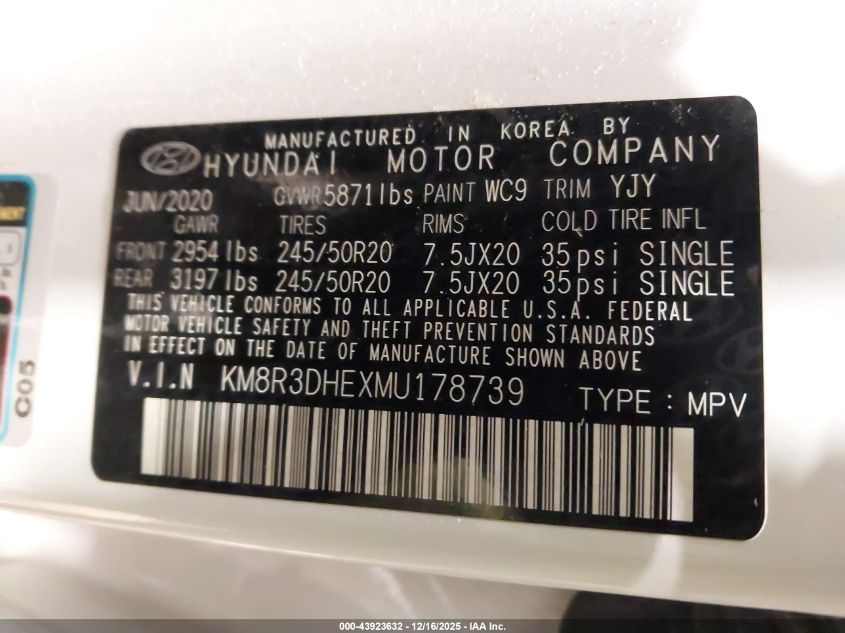 MANUFACTURED IN KOREA BY
HYUNDAI MOTOR COMPANY
JUN/2020 GVWR 5871lbs PAINT WC9 TRIM YJY
GAWR TIRES RIMS COLD TIRE INFL
FRONT 2954 lbs 245/50R20 7.5JX20 35psi SINGLE
REAR 3197 lbs 245/50R20 7.5JX20 35psi SINGLE
THIS VEHICLE CONFORMS TO ALL APPLICABLE U.S.A. FEDERAL
MOTOR VEHICLE SAFETY AND THEFT PREVENTION STANDARDS
IN EFFECT ON THE DATE OF MANUFACTURE SHOWN ABOVE
V.I.N KM8R3DHEXMU178739 TYPE : MPV
C05
000-43923632 - 12/16/2025 - IAA Inc.